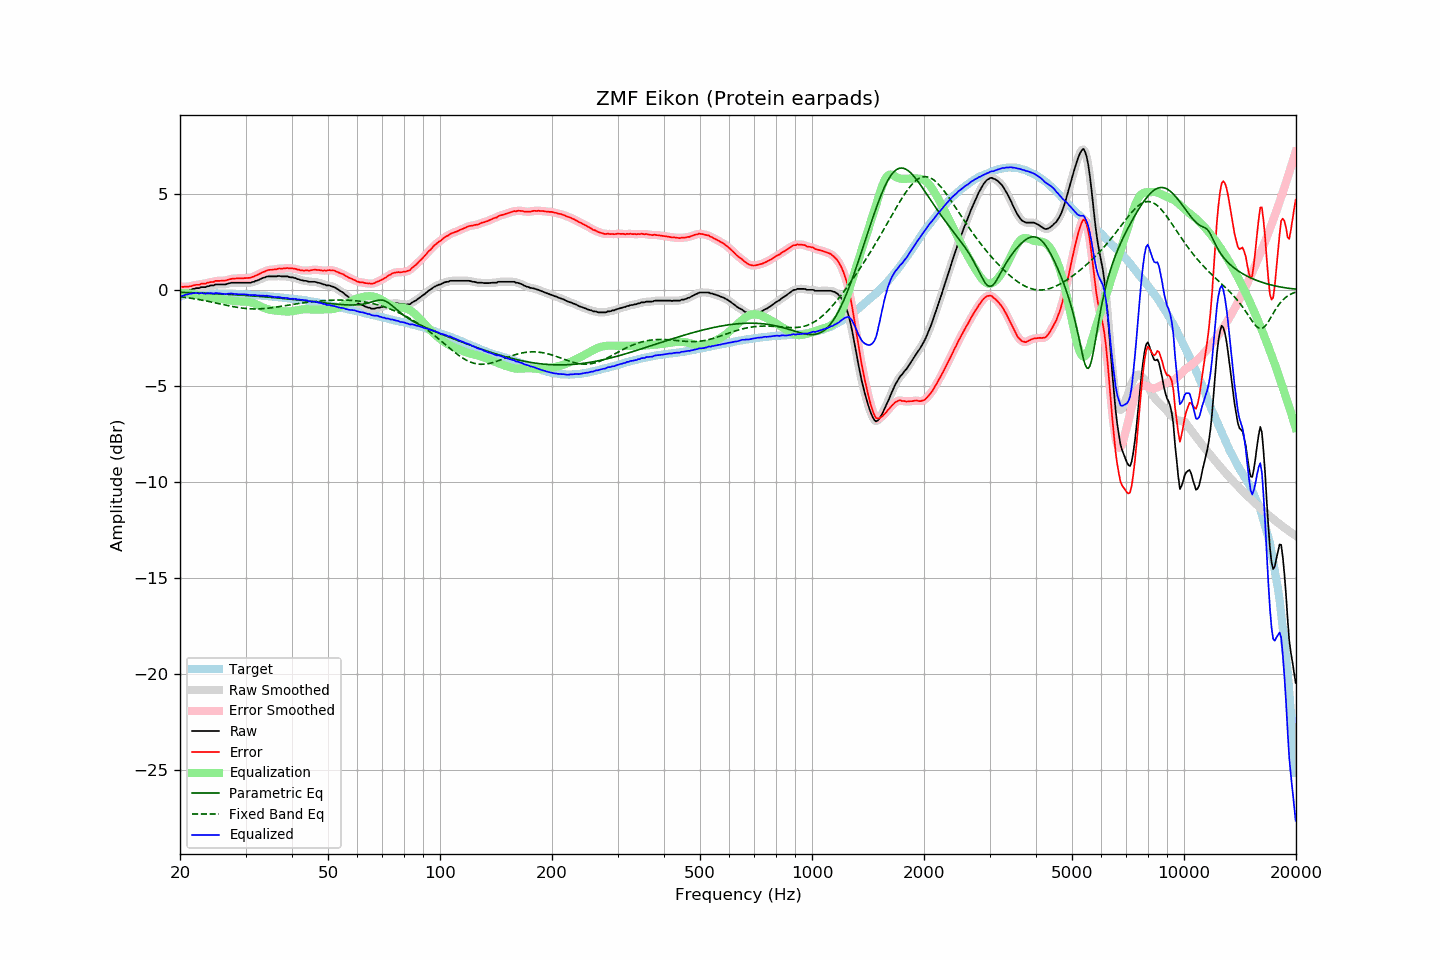 ZMF Eikon (Protein earpads)
Amplitude (dBr)
5
0
−5
−10
−15
−20
−25
Target
Raw Smoothed
Error Smoothed
Raw
Error
Equalization
Parametric Eq
Fixed Band Eq
Equalized
20 50 100 200 500 1000 2000 5000 10000 20000
Frequency (Hz)